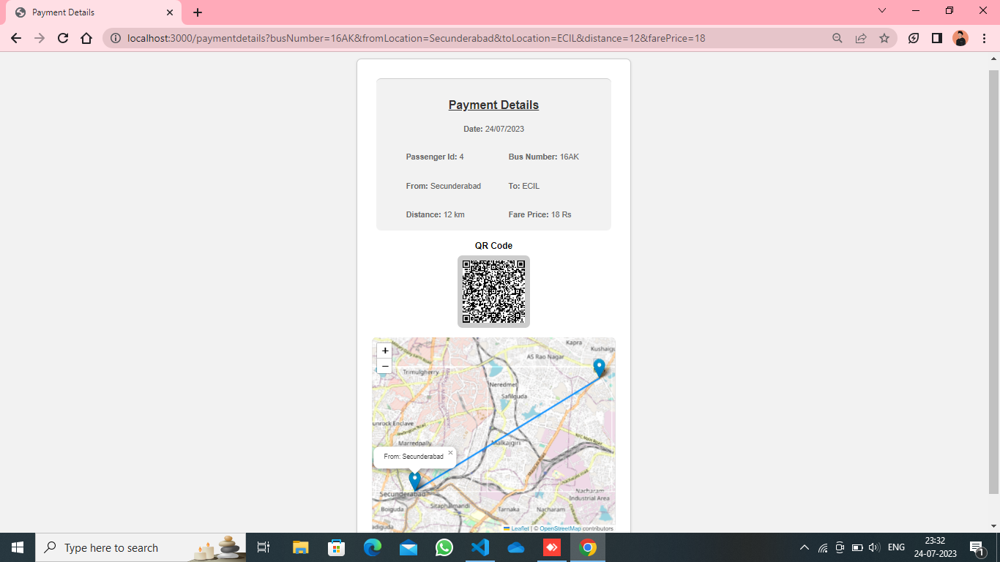 Payment Details
localhost:3000/paymentdetails?busNumber=16AK&fromLocation=Secunderabad&toLocation=ECIL&distance=12&farePrice=18
Payment Details
Date: 24/07/2023
Passenger Id: 4 Bus Number: 16AK
From: Secunderabad To: ECIL
Distance: 12 km Fare Price: 18 Rs
QR Code
+
−
Kapra
Kushaigu
AS Rao Nagar
Trimulgherry
Neredmet
Safilguda
unrock Enclave
Marredpally
Malkajgiri
From: Secunderabad ×
Secunderabad
Nacharam
Industrial Area
Sitaphalmandi
Boiguda Tarnaka Nacharam
adiguda
Leaflet | © OpenStreetMap contributors
Type here to search
ENG
23:32
24-07-2023
1